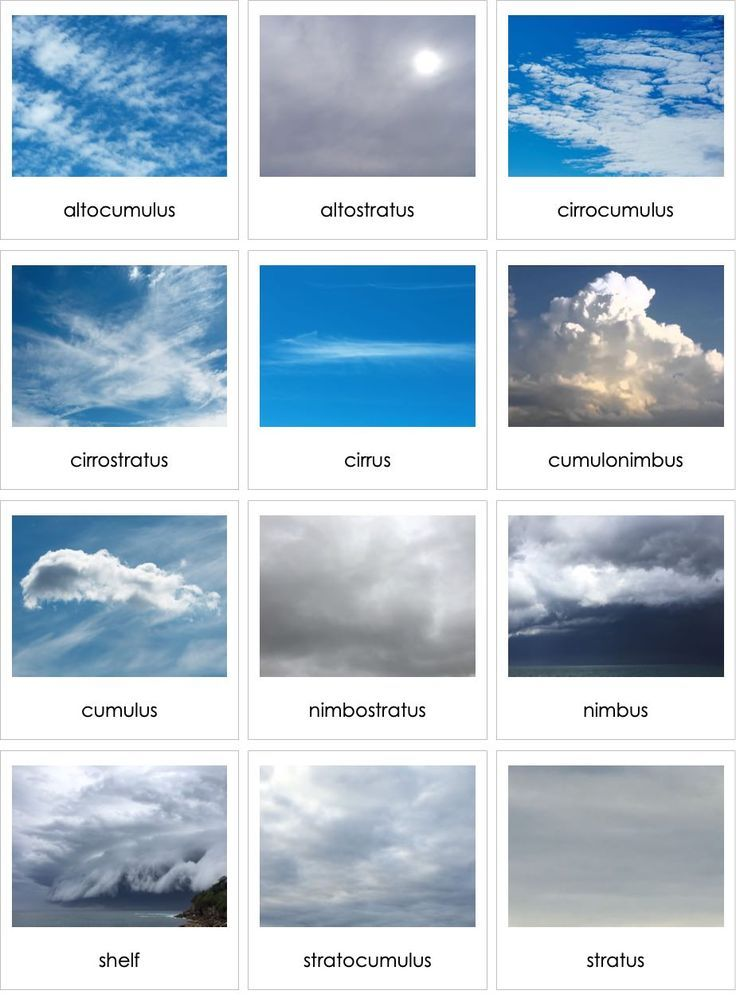 altocumulus
altostratus
cirrocumulus
cirrostratus
cirrus
cumulonimbus
cumulus
nimbostratus
nimbus
shelf
stratocumulus
stratus